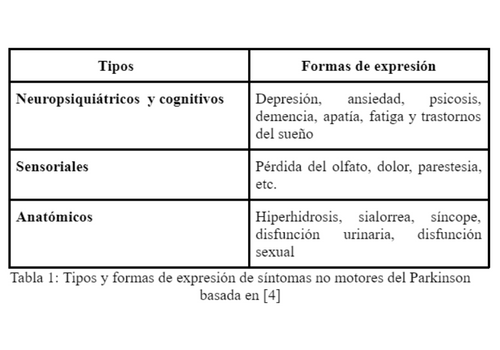 Tipos Formas de expresión
Neuropsiquiátricos y cognitivos Depresión, ansiedad, psicosis,
demencia, apatía, fatiga y trastornos
del sueño
Sensoriales Pérdida del olfato, dolor, parestesia,
etc.
Anatómicos Hiperhidrosis, sialorrea, síncope,
disfunción urinaria, disfunción
sexual
Tabla 1: Tipos y formas de expresión de síntomas no motores del Parkinson
basada en [4]